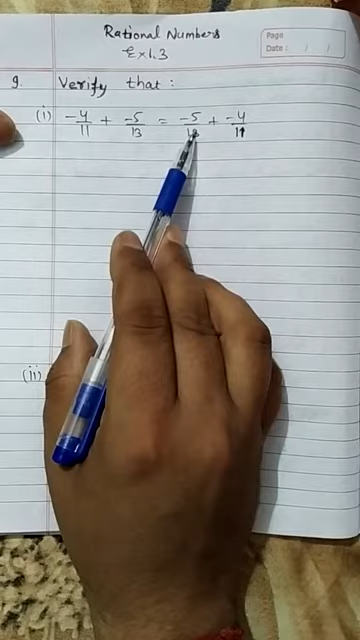 Rational Numbers
Ex 1.3
Page
Date : / /
9. Verify that :
(i) -4/11 + -5/13 = -5/13 + -4/11
(ii)